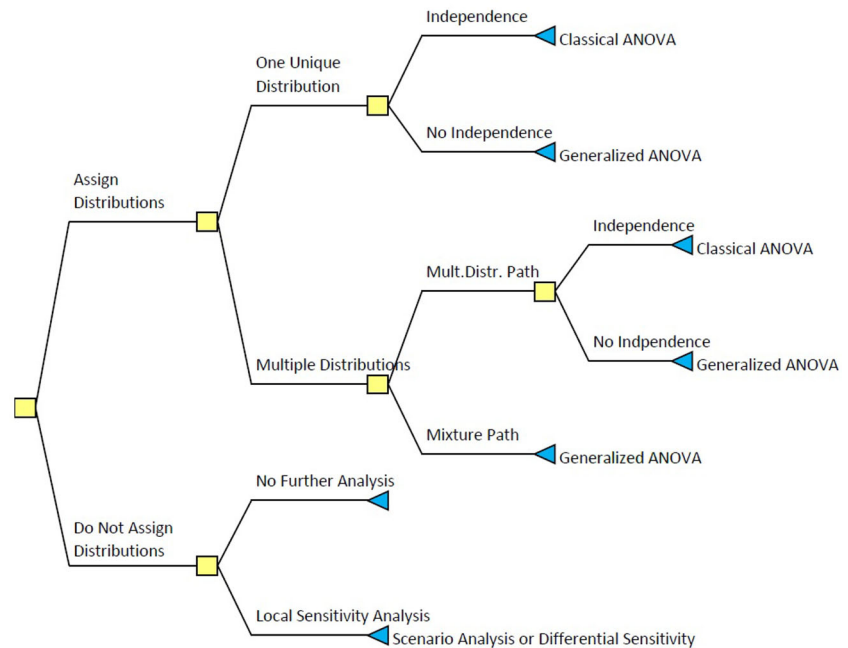 Independence
Classical ANOVA
One Unique
Distribution
No Independence
Generalized ANOVA
Assign
Distributions
Independence
Classical ANOVA
Mult.Distr. Path
No Indpendence
Generalized ANOVA
Multiple Distributions
Mixture Path
Generalized ANOVA
No Further Analysis
Do Not Assign
Distributions
Local Sensitivity Analysis
Scenario Analysis or Differential Sensitivity